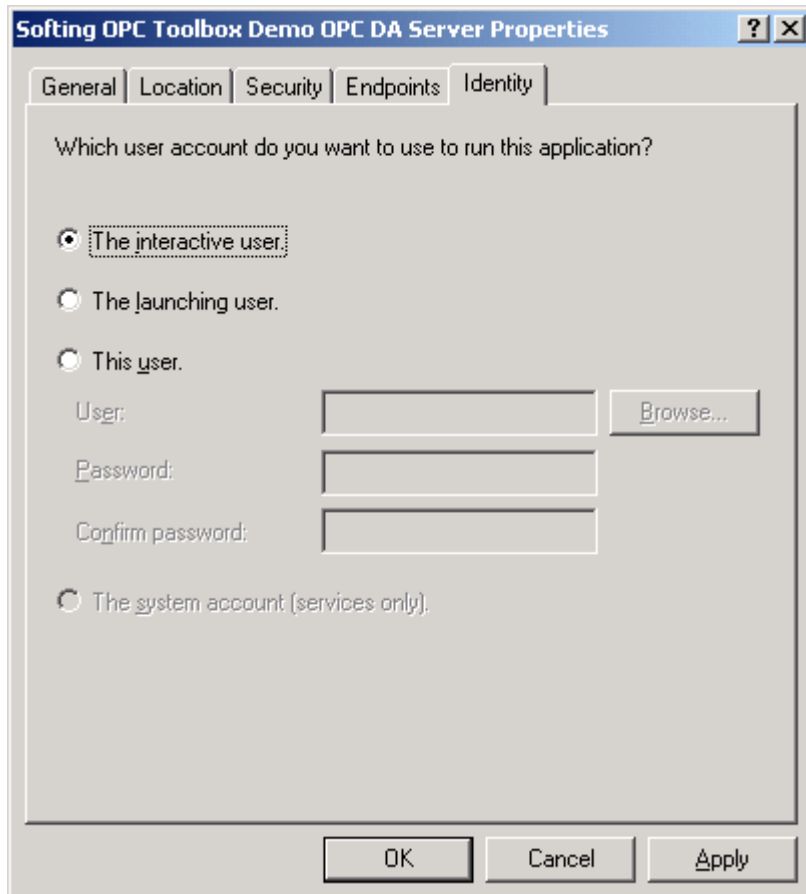 Softing OPC Toolbox Demo OPC DA Server Properties
General Location Security Endpoints Identity
Which user account do you want to use to run this application?
The interactive user.
The launching user.
This user.
User: Browse...
Password:
Confirm password:
The system account (services only).
OK Cancel Apply